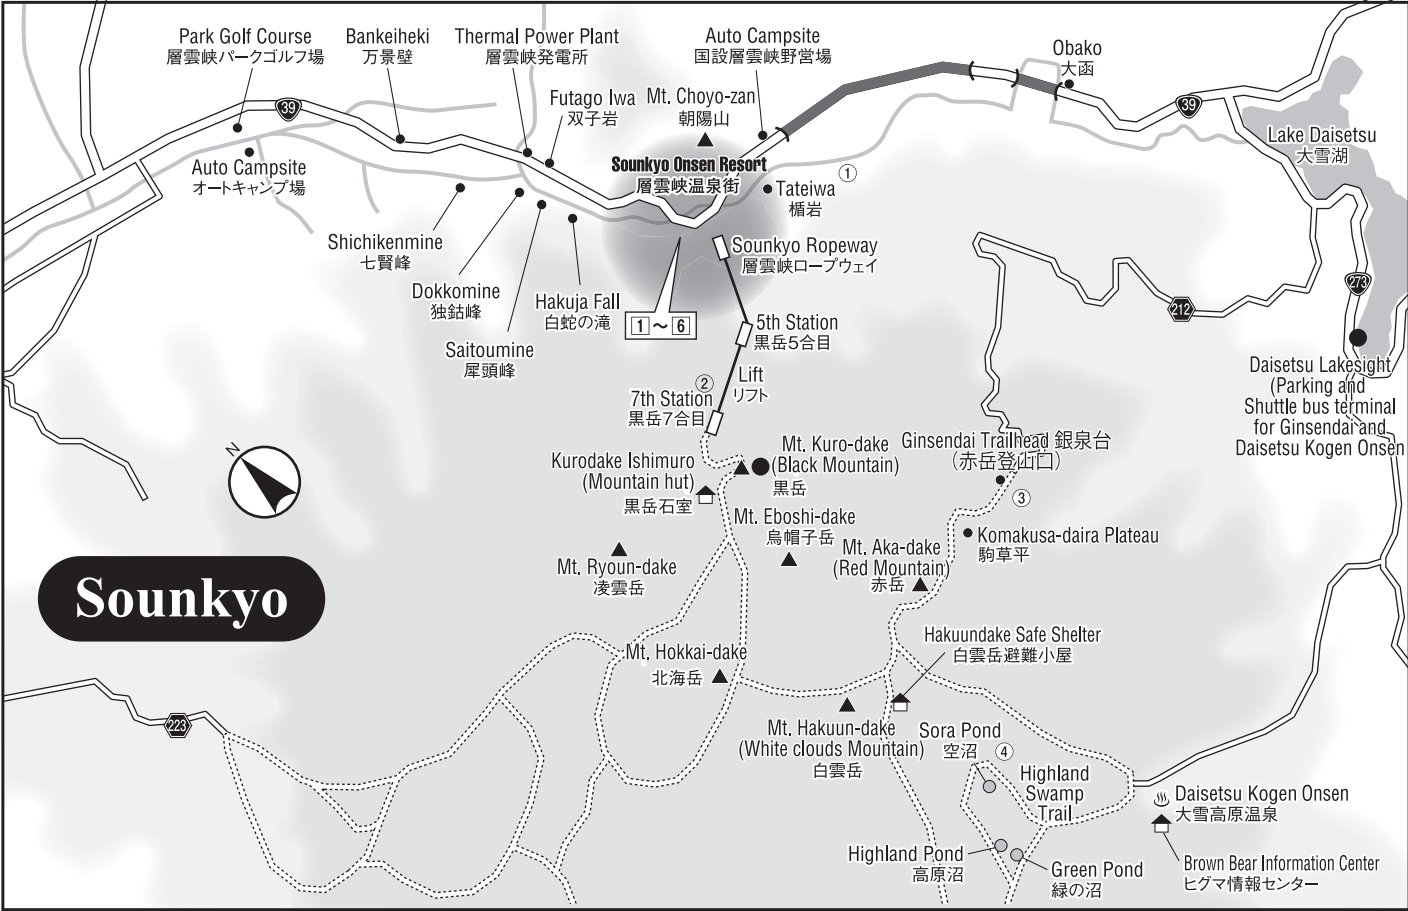 Park Golf Course
層雲峡パークゴルフ場
Bankeiheki
万景壁
Thermal Power Plant
層雲峡発電所
Auto Campsite
国設層雲峡野営場
Obako
大函
Futago Iwa
双子岩
Mt. Choyo-zan
朝陽山
39
39
Lake Daisetsu
大雪湖
Auto Campsite
オートキャンプ場
Sounkyo Onsen Resort
層雲峡温泉街
①
Tateiwa
楯岩
Shichikenmine
七賢峰
Sounkyo Ropeway
層雲峡ロープウェイ
Dokkomine
独鈷峰
Hakuja Fall
白蛇の滝
1～6
273
212
5th Station
黒岳5合目
Saitoumine
犀頭峰
Lift
リフト
②
7th Station
黒岳7合目
Daisetsu Lakesight
(Parking and
Shuttle bus terminal
for Ginsendai and
Daisetsu Kogen Onsen
N
Kurodake Ishimuro
(Mountain hut)
黒岳石室
Mt. Kuro-dake
(Black Mountain)
黒岳
Ginsendai Trailhead 銀泉台
（赤岳登山口）
③
Mt. Eboshi-dake
烏帽子岳
Komakusa-daira Plateau
駒草平
Mt. Ryoun-dake
凌雲岳
Mt. Aka-dake
(Red Mountain)
赤岳
Sounkyo
Hakuundake Safe Shelter
白雲岳避難小屋
Mt. Hokkai-dake
北海岳
223
Mt. Hakuun-dake
(White clouds Mountain)
白雲岳
Sora Pond
空沼
④
Highland
Swamp
Trail
Daisetsu Kogen Onsen
大雪高原温泉
Highland Pond
高原沼
Green Pond
緑の沼
Brown Bear Information Center
ヒグマ情報センター